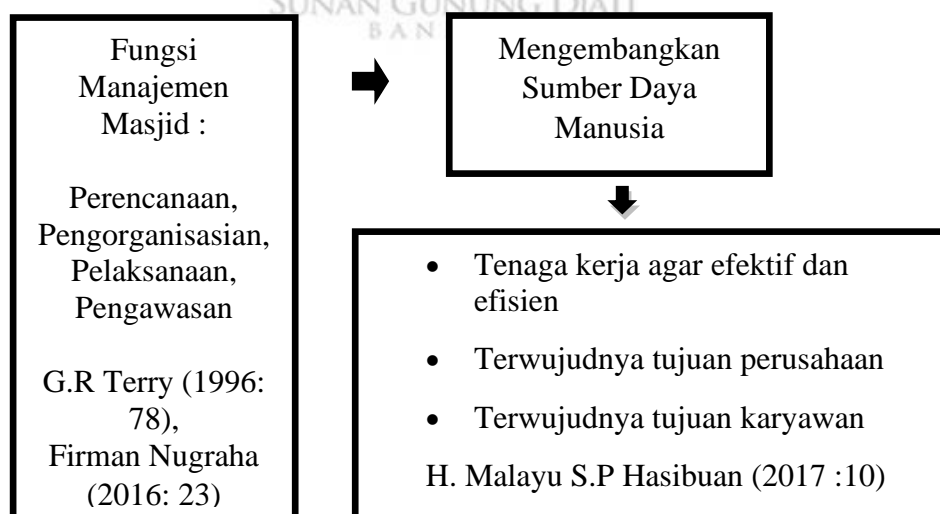 SUNAN GUNUNG DJATI
BAN
Fungsi
Manajemen
Masjid :
Perencanaan,
Pengorganisasian,
Pelaksanaan,
Pengawasan
G.R Terry (1996:
78),
Firman Nugraha
(2016: 23)
Mengembangkan
Sumber Daya
Manusia
• Tenaga kerja agar efektif dan
efisien
• Terwujudnya tujuan perusahaan
• Terwujudnya tujuan karyawan
H. Malayu S.P Hasibuan (2017 :10)